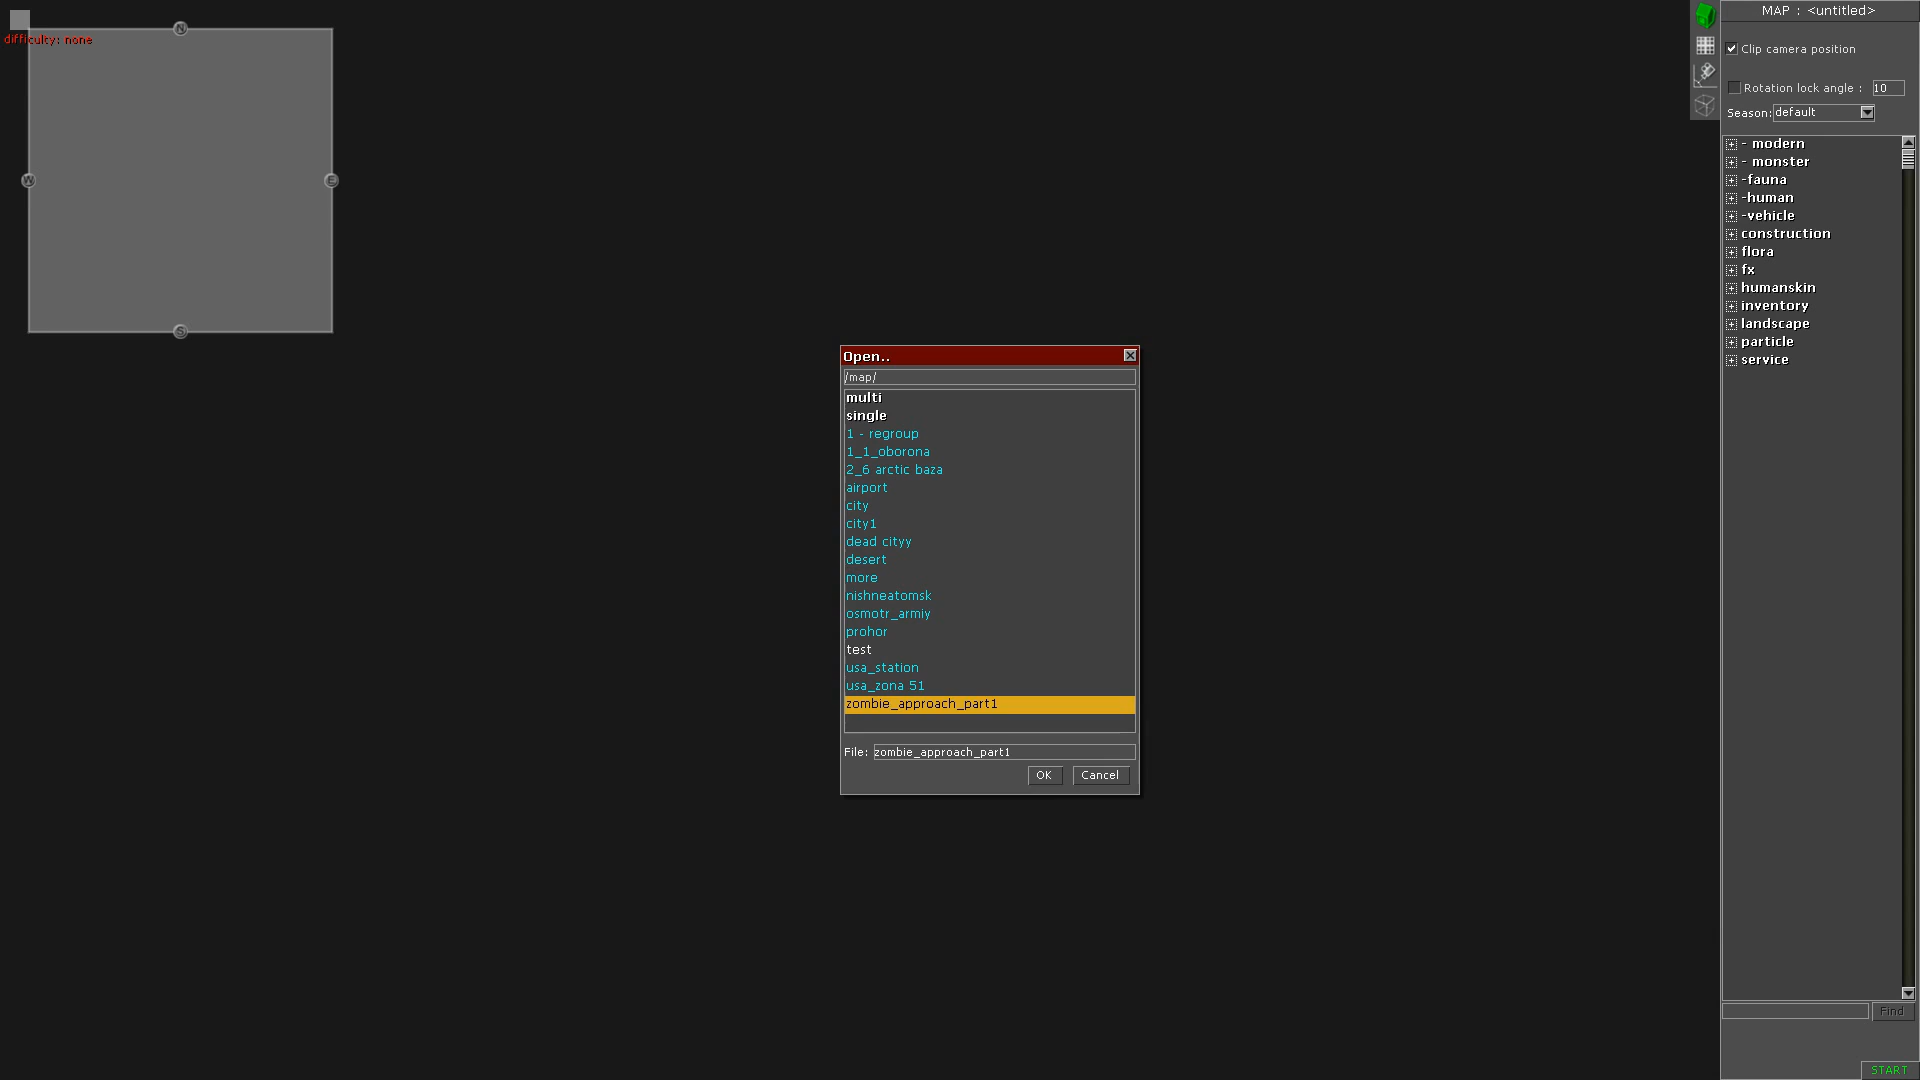 difficulty: none
N
W
E
S
MAP : <untitled>
Clip camera position
Rotation lock angle : 10
Season: default
- modern
- monster
-fauna
-human
-vehicle
construction
flora
fx
humanskin
inventory
landscape
particle
service
Find
START
Open..
/map/
multi
single
1 - regroup
1_1_oborona
2_6 arctic baza
airport
city
city1
dead cityy
desert
more
nishneatomsk
osmotr_armiy
prohor
test
usa_station
usa_zona 51
zombie_approach_part1
File: zombie_approach_part1
OK Cancel